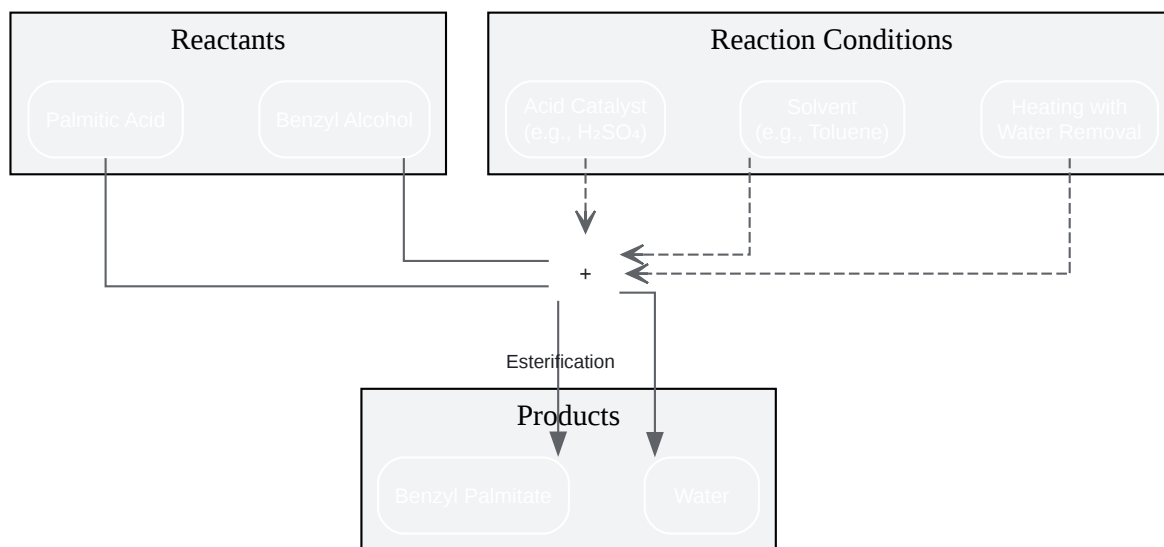 Reactants
Reaction Conditions
Palmitic Acid
Benzyl Alcohol
Acid Catalyst
(e.g., H₂SO₄)
Solvent
(e.g., Toluene)
Heating with
Water Removal
+
Esterification
Products
Benzyl Palmitate
Water